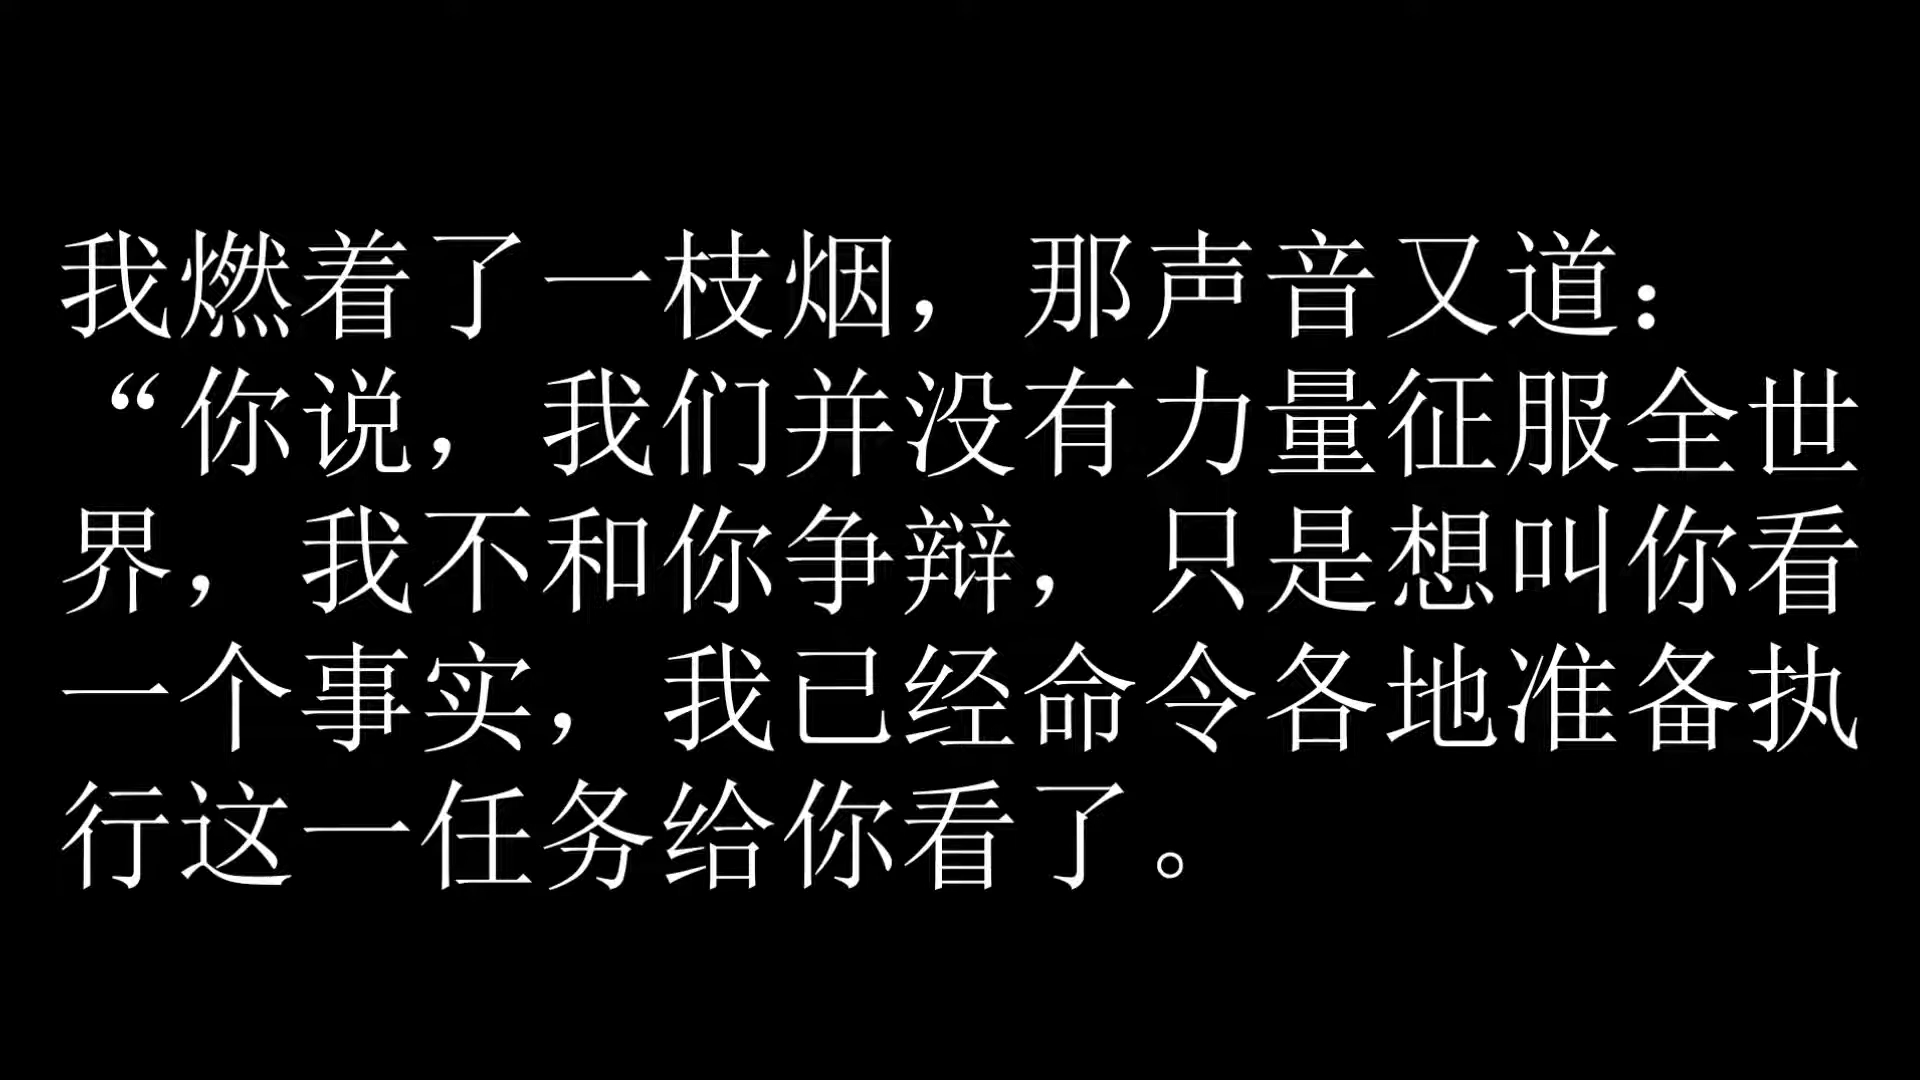 我燃着了一枝烟，那声音又道：
“你说，我们并没有力量征服全世
界，我不和你争辩，只是想叫你看
一个事实，我已经命令各地准备执
行这一任务给你看了。